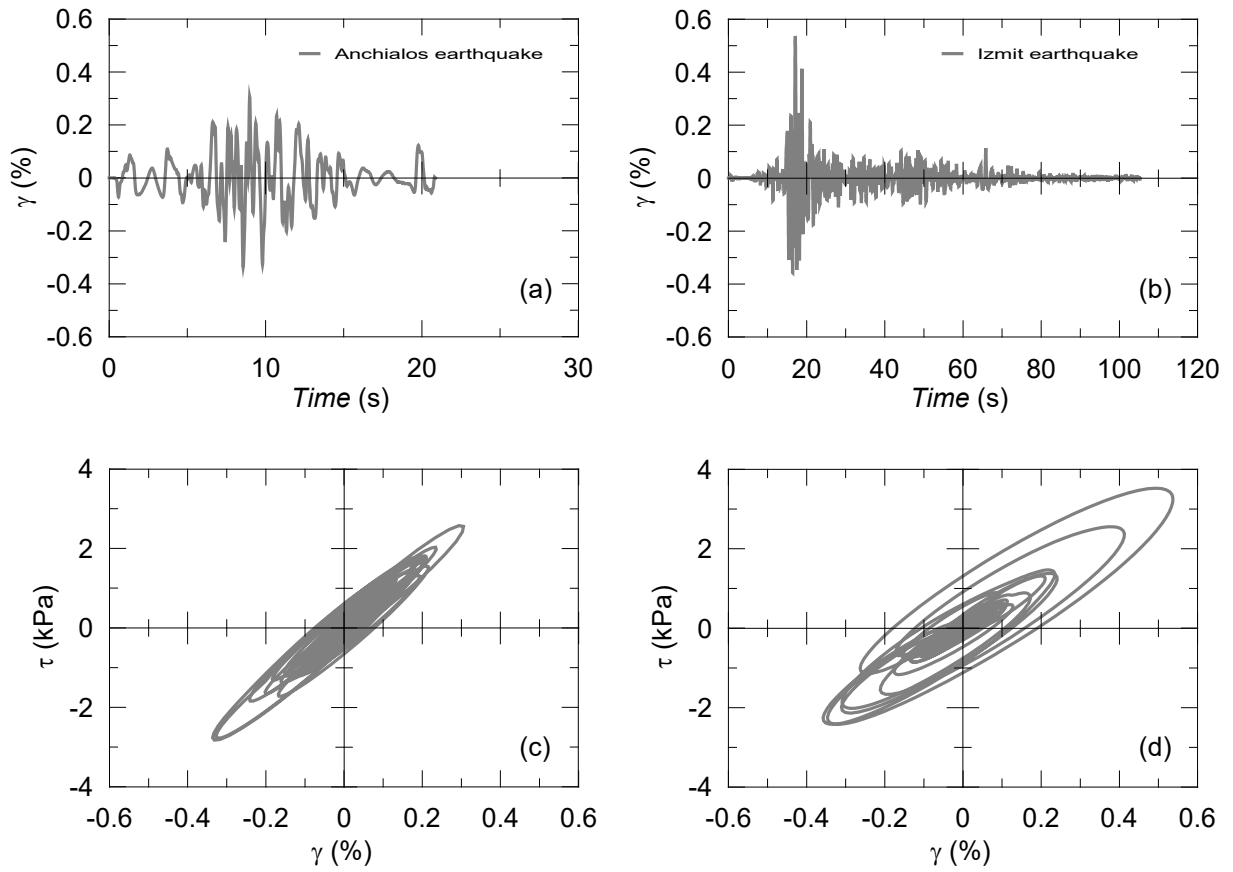 0.6
0.4
0.2
0
-0.2
-0.4
-0.6
γ (%)
Anchialos earthquake
(a)
0 10 20 30
Time (s)
0.6
0.4
0.2
0
-0.2
-0.4
-0.6
γ (%)
Izmit earthquake
(b)
0 20 40 60 80 100 120
Time (s)
4
2
0
-2
-4
τ (kPa)
(c)
-0.6 -0.4 -0.2 0 0.2 0.4 0.6
γ (%)
4
2
0
-2
-4
τ (kPa)
(d)
-0.6 -0.4 -0.2 0 0.2 0.4 0.6
γ (%)